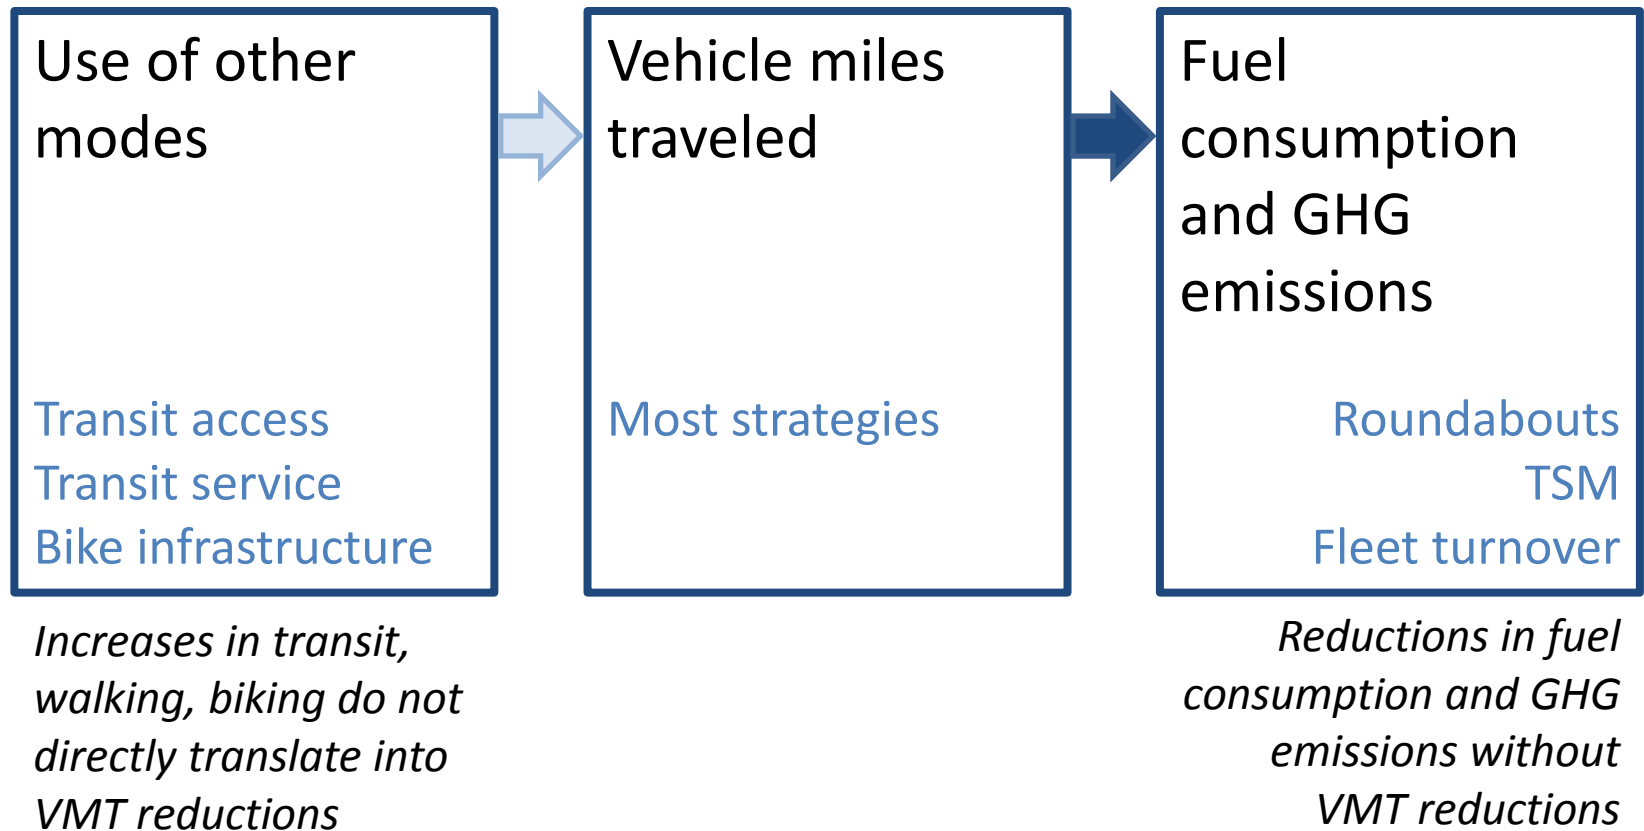 Use of other
modes
Transit access
Transit service
Bike infrastructure
Increases in transit,
walking, biking do not
directly translate into
VMT reductions
Vehicle miles
traveled
Most strategies
Fuel
consumption
and GHG
emissions
Roundabouts
TSM
Fleet turnover
Reductions in fuel
consumption and GHG
emissions without
VMT reductions